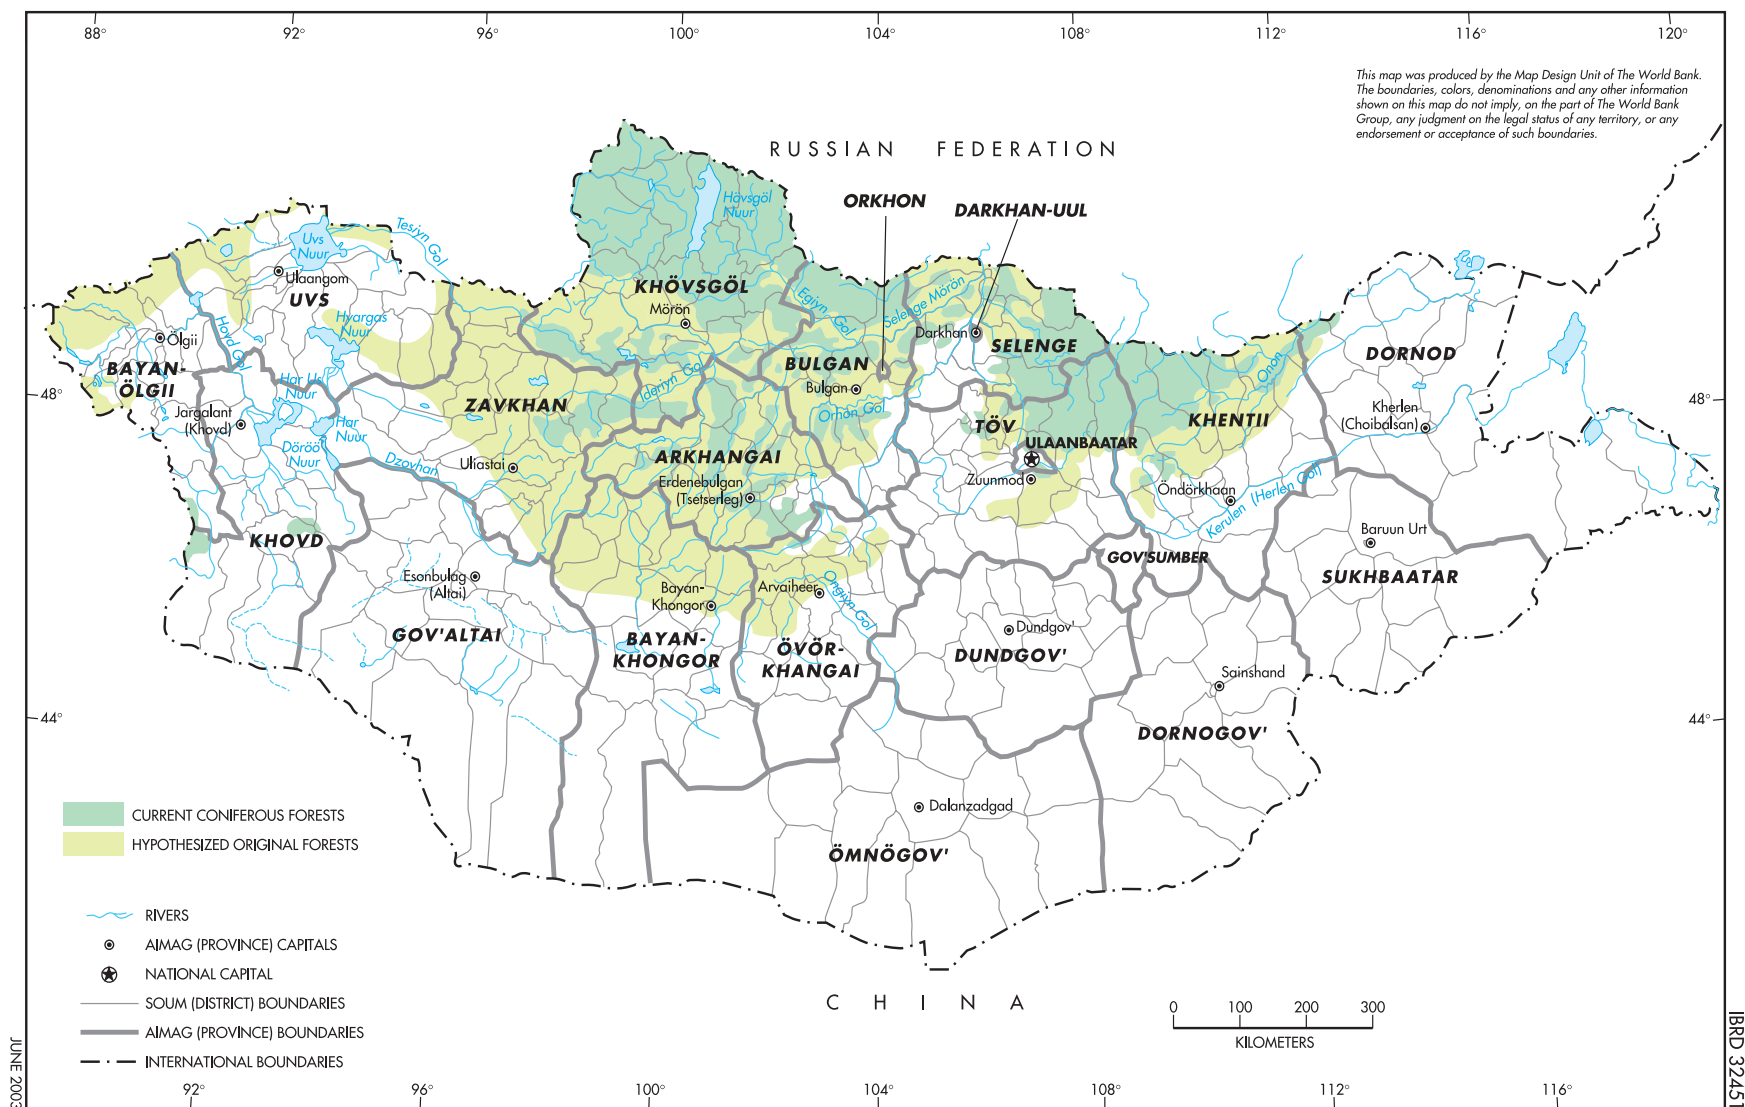 88°
92°
96°
100°
104°
108°
112°
116°
120°
This map was produced by the Map Design Unit of The World Bank.
The boundaries, colors, denominations and any other information
shown on this map do not imply, on the part of The World Bank
Group, any judgment on the legal status of any territory, or any
endorsement or acceptance of such boundaries.
RUSSIAN FEDERATION
ORKHON
DARKHAN-UUL
Hövsgöl
Nuur
Tesiyn Gol
Uvs
Nuur
Ulaangom
UVS
KHÖVSGÖL
Mörön
Egiyn Gol
Selenge Mörön
Hyargas
Nuur
Hovd Gol
Ölgii
BAYAN-
ÖLGII
Darkhan
SELENGE
Onon
DORNOD
BULGAN
Bulgan
Ideriyn Gol
Orhon Gol
48°
48°
Har Us
Nuur
Jargalant
(Khovd)
Har
Nuur
Döröö
Nuur
ZAVKHAN
Uliastai
Dzavhan
ARKHANGAI
Erdenebulgan
(Tsetserleg)
TÖV
ULAANBAATAR
Zuunmod
KHENTII
Kherlen
(Choibalsan)
Öndörkhaan
Kerulen (Herlen Gol)
Baruun Urt
KHOVD
GOV'SUMBER
SUKHBAATAR
Esonbulag
(Altai)
Bayan-
Khongor
Arvaiheer
Ongiyn Gol
GOV'ALTAI
BAYAN-
KHONGOR
ÖVÖR-
KHANGAI
Dundgov'
DUNDGOV'
Sainshand
44°
44°
DORNOGOV'
Dalanzadgad
ÖMNÖGOV'
CHINA
CURRENT CONIFEROUS FORESTS
HYPOTHESIZED ORIGINAL FORESTS
RIVERS
AIMAG (PROVINCE) CAPITALS
NATIONAL CAPITAL
SOUM (DISTRICT) BOUNDARIES
AIMAG (PROVINCE) BOUNDARIES
INTERNATIONAL BOUNDARIES
0 100 200 300
KILOMETERS
JUNE 2003
IBRD 32451
92°
96°
100°
104°
108°
112°
116°